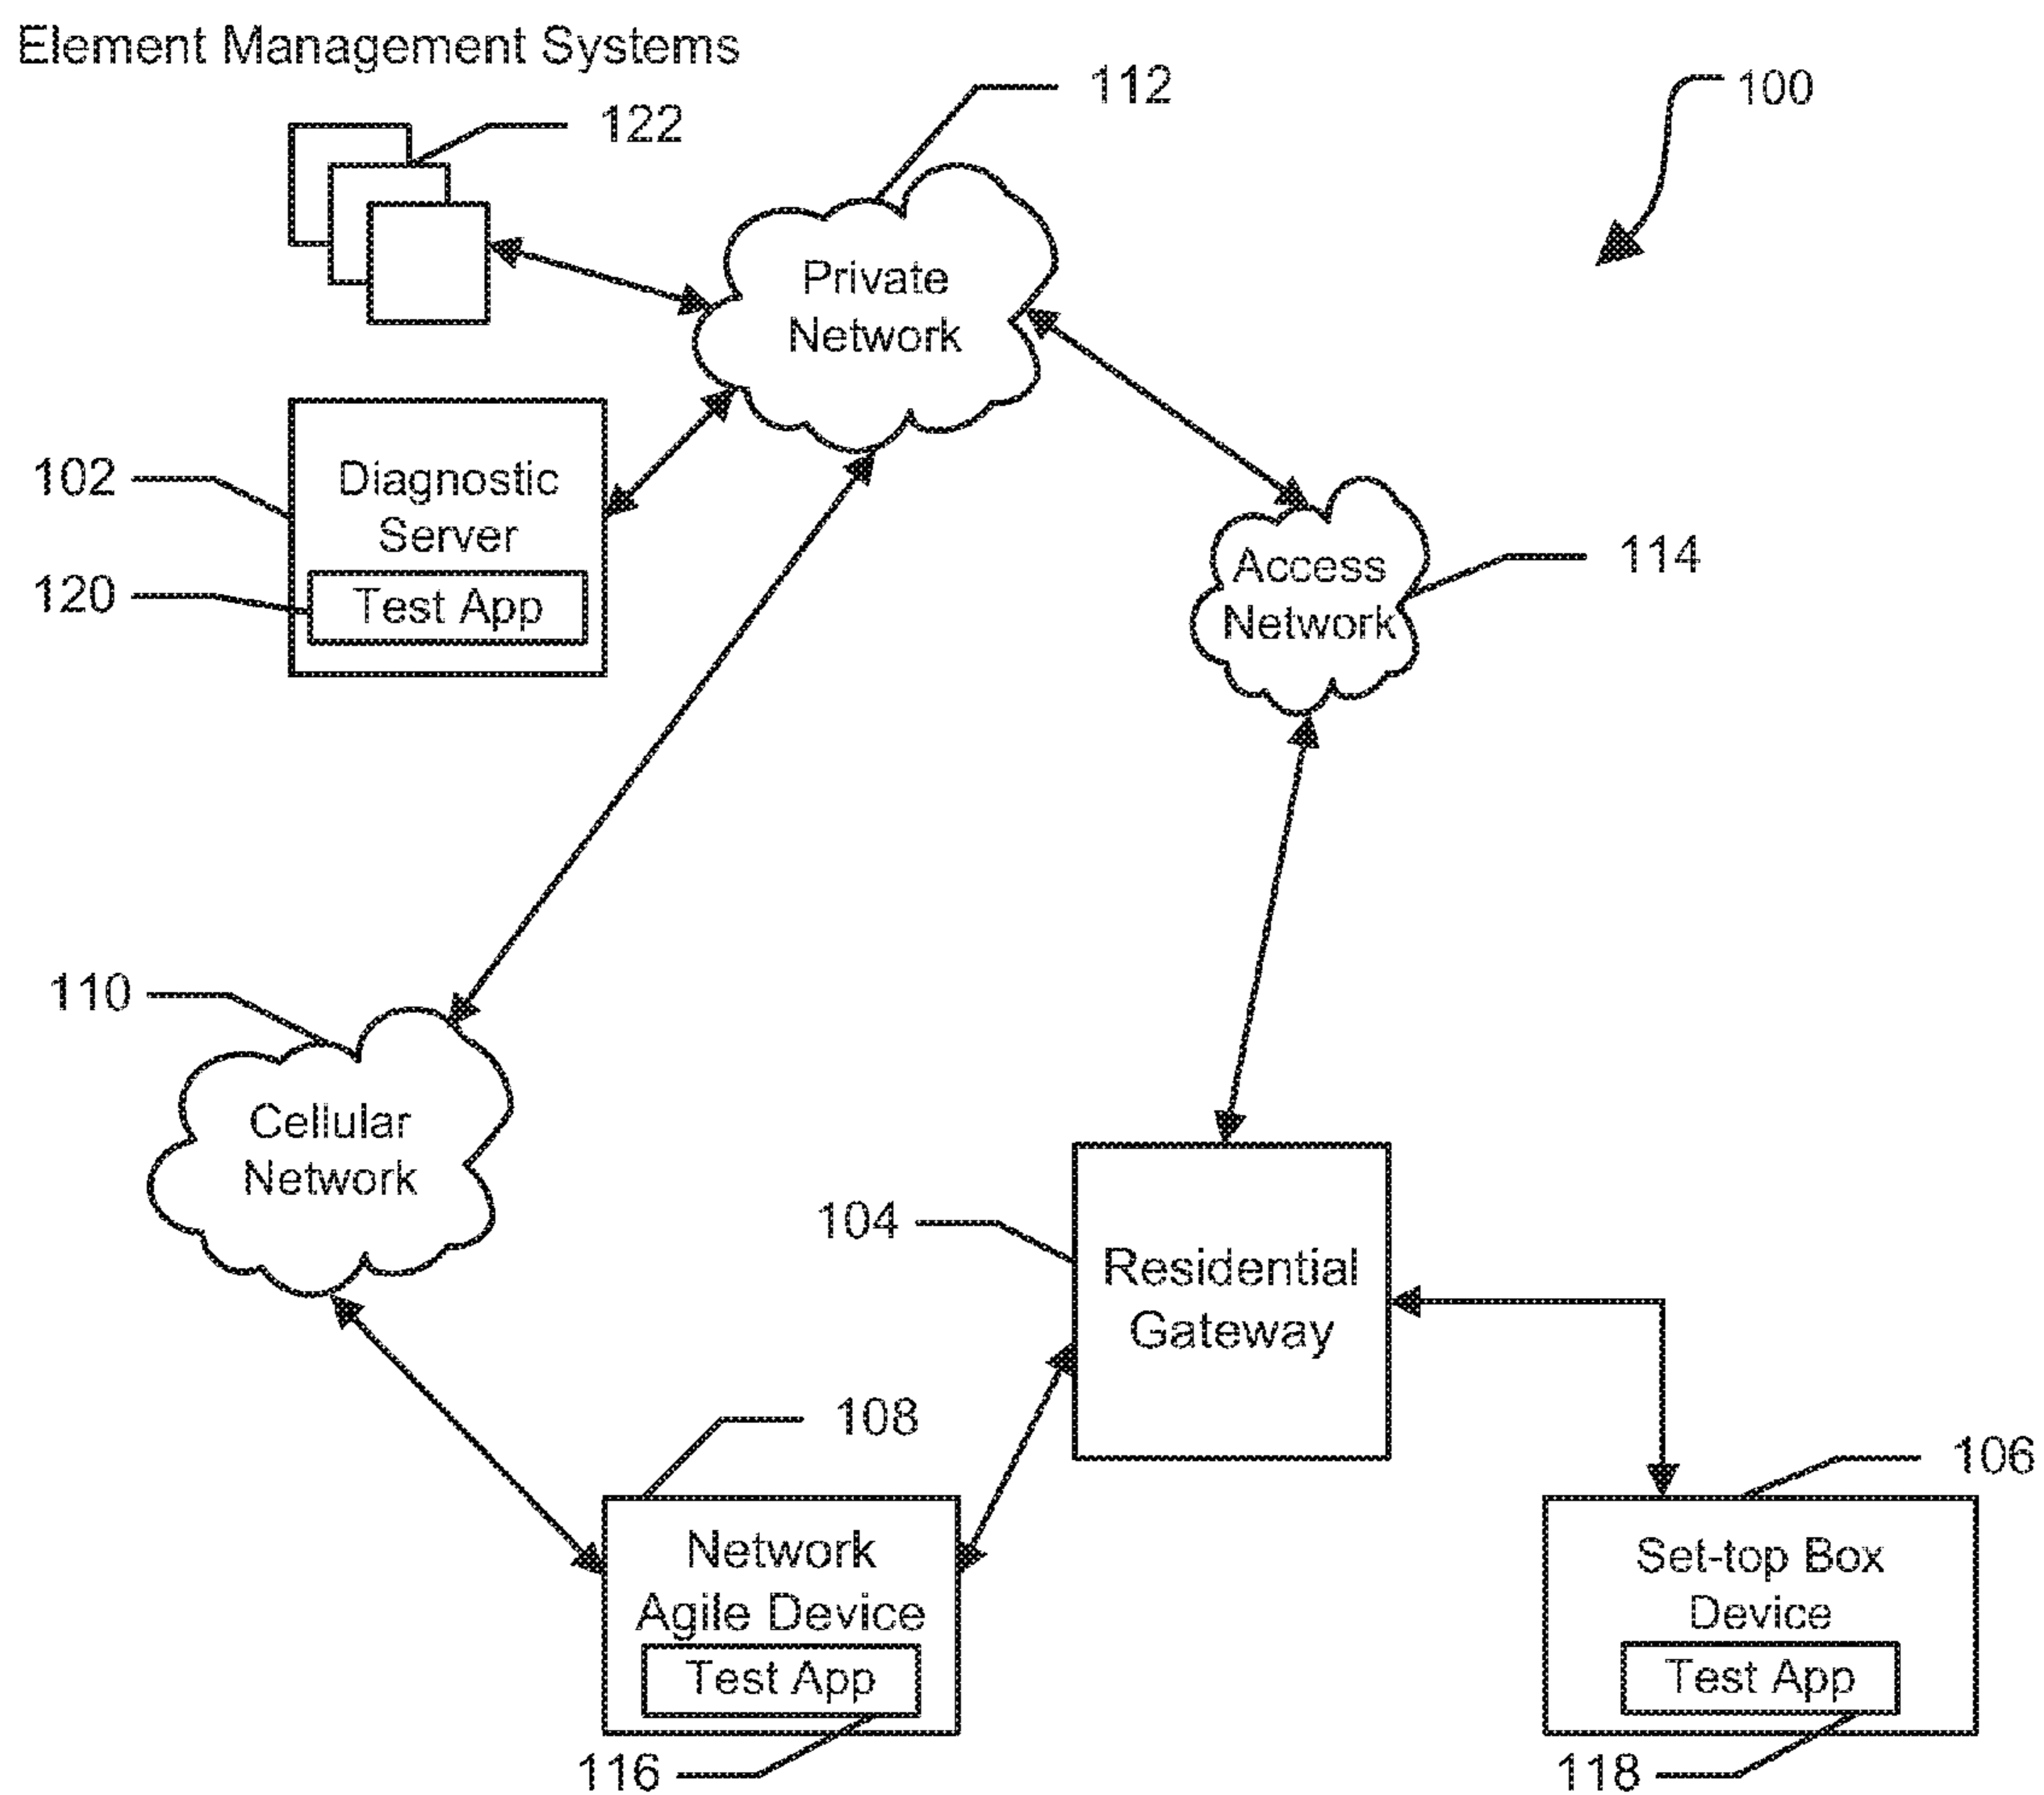 Element Management Systems
112
100
122
Private
Network
102
Diagnostic
Server
Access
Network
114
120
Test App
110
Cellular
Network
104
Residential
Gateway
108
106
Network
Agile Device
Set-top Box
Device
Test App
Test App
116
118